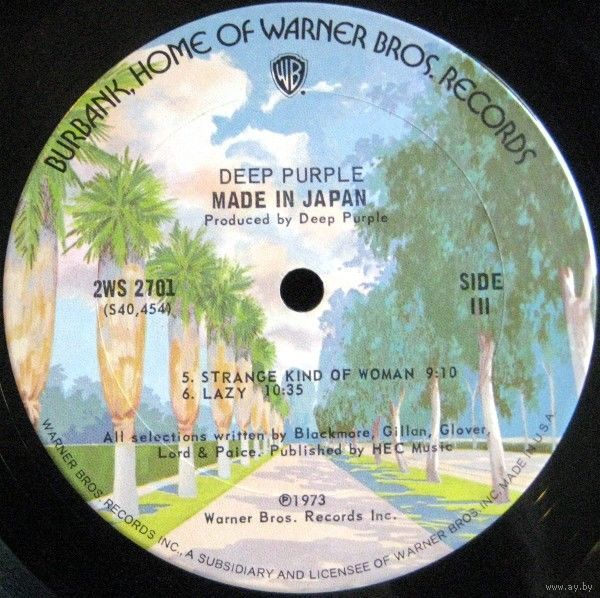 BURBANK, HOME OF WARNER BROS. RECORDS
WB
DEEP PURPLE
MADE IN JAPAN
Produced by Deep Purple
2WS 2701
(S40,454)
SIDE
III
5. STRANGE KIND OF WOMAN 9:10
6. LAZY 10:35
All selections written by Blackmore, Gillan, Glover,
Lord & Paice. Published by HEC Music
℗1973
Warner Bros. Records Inc.
WARNER BROS. RECORDS INC., A SUBSIDIARY AND LICENSEE OF WARNER BROS. INC. MADE IN U.S.A.
www.ay.by